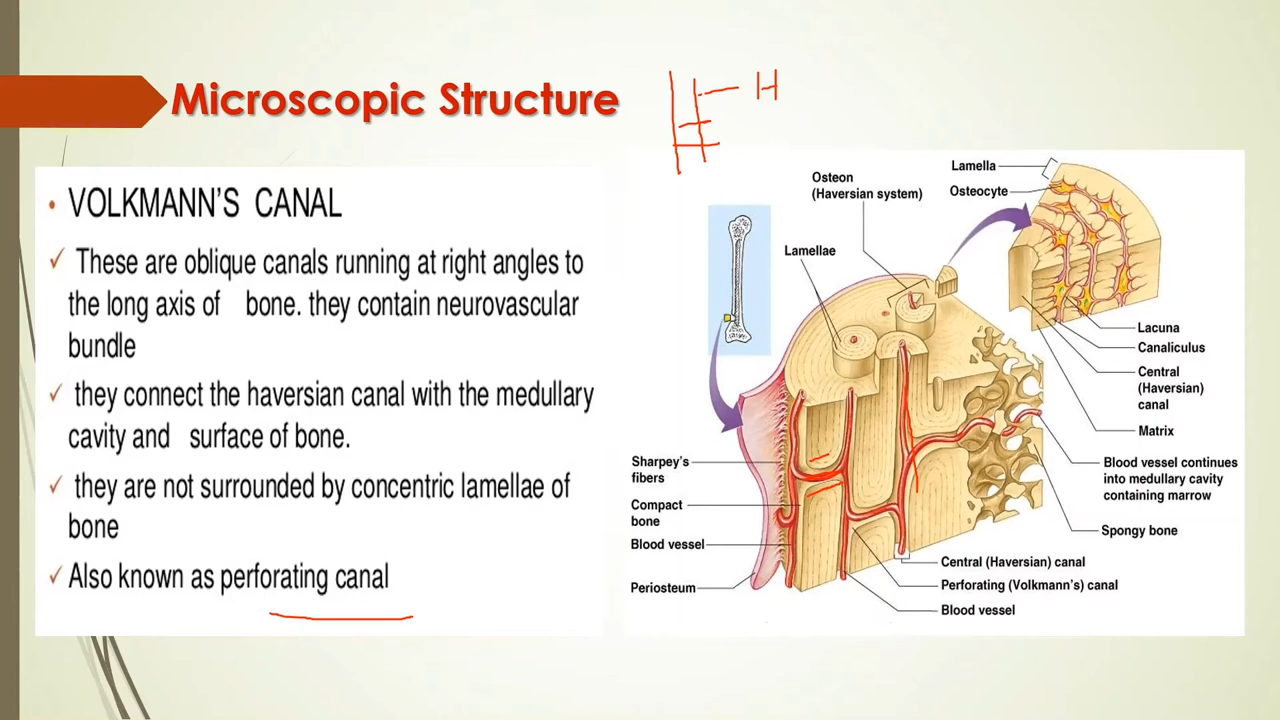 Microscopic Structure
H
• VOLKMANN'S CANAL
✓ These are oblique canals running at right angles to
the long axis of bone. they contain neurovascular
bundle
✓ they connect the haversian canal with the medullary
cavity and surface of bone.
✓ they are not surrounded by concentric lamellae of
bone
✓ Also known as perforating canal
Lamella
Osteocyte
Osteon
(Haversian system)
Lamellae
Lacuna
Canaliculus
Central
(Haversian)
canal
Matrix
Sharpey's
fibers
Compact
bone
Blood vessel
Periosteum
Blood vessel continues
into medullary cavity
containing marrow
Spongy bone
Central (Haversian) canal
Perforating (Volkmann's) canal
Blood vessel